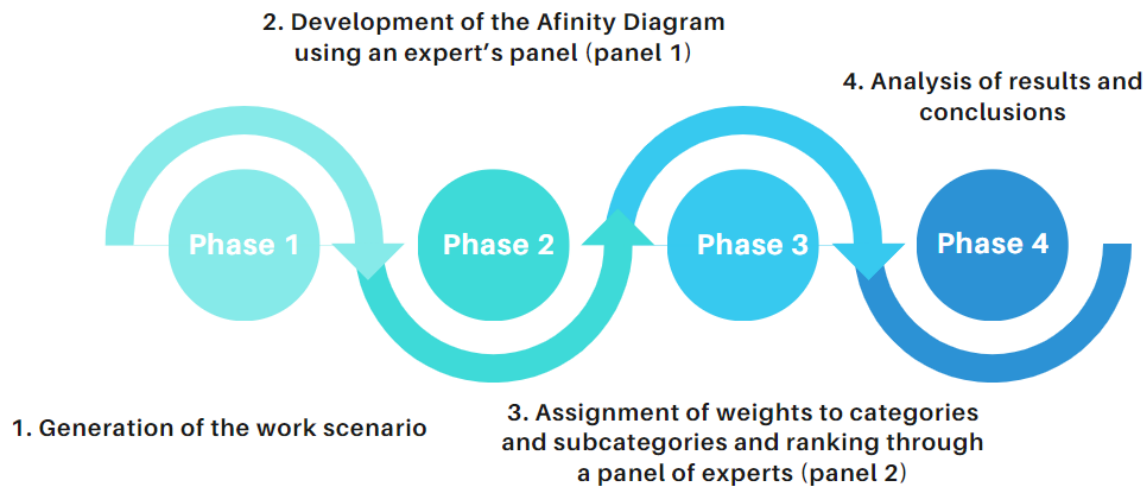 2. Development of the Afinity Diagram
using an expert's panel (panel 1)
4. Analysis of results and
conclusions
Phase 1
Phase 2
Phase 3
Phase 4
1. Generation of the work scenario
3. Assignment of weights to categories
and subcategories and ranking through
a panel of experts (panel 2)